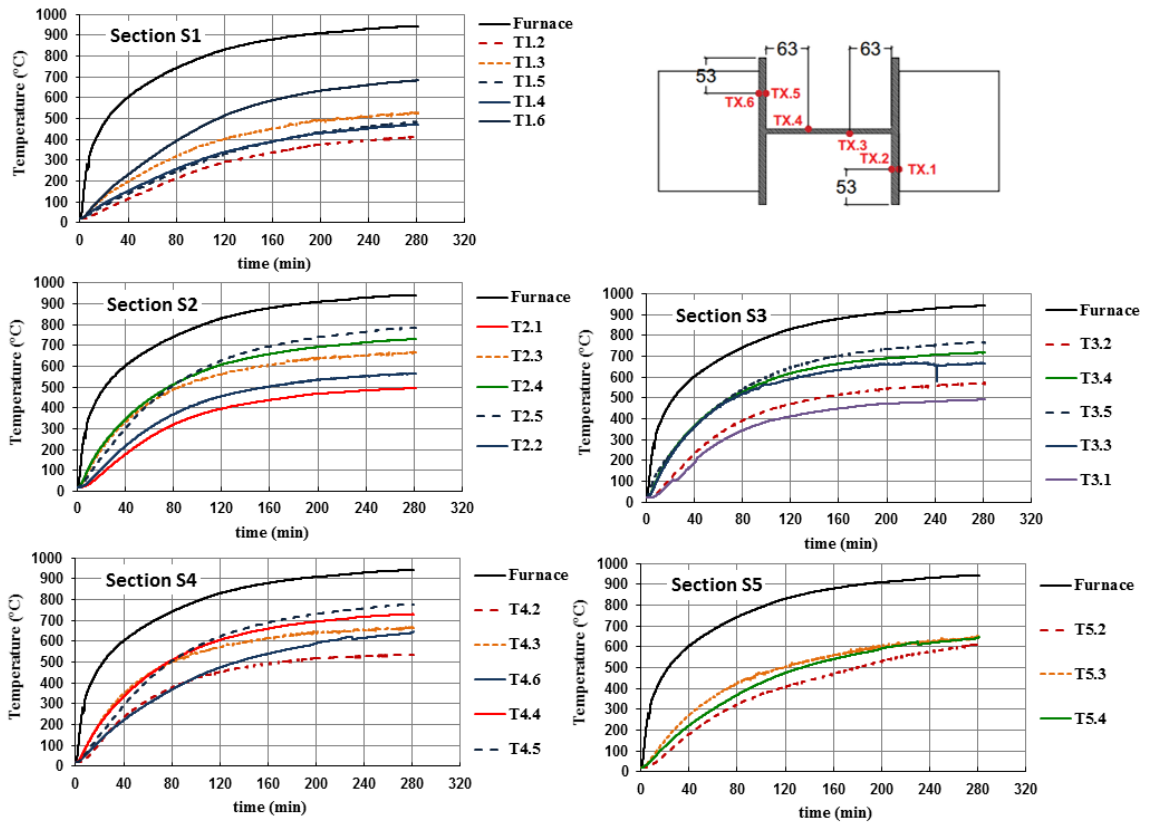 Section S1
Temperature (°C)
1000
900
800
700
600
500
400
300
200
100
0
0 40 80 120 160 200 240 280 320
time (min)
Furnace
T1.2
T1.3
T1.5
T1.4
T1.6
63 63
53
TX.6 TX.5
TX.4
TX.3
TX.2 TX.1
53
Section S2
Temperature (°C)
1000
900
800
700
600
500
400
300
200
100
0
0 40 80 120 160 200 240 280 320
time (min)
Furnace
T2.1
T2.3
T2.4
T2.5
T2.2
Section S3
Temperature (°C)
1000
900
800
700
600
500
400
300
200
100
0
0 40 80 120 160 200 240 280 320
time (min)
Furnace
T3.2
T3.4
T3.5
T3.3
T3.1
Section S4
Temperature (°C)
1000
900
800
700
600
500
400
300
200
100
0
0 40 80 120 160 200 240 280 320
time (min)
Furnace
T4.2
T4.3
T4.6
T4.4
T4.5
Section S5
Temperature (°C)
1000
900
800
700
600
500
400
300
200
100
0
0 40 80 120 160 200 240 280 320
time (min)
Furnace
T5.2
T5.3
T5.4